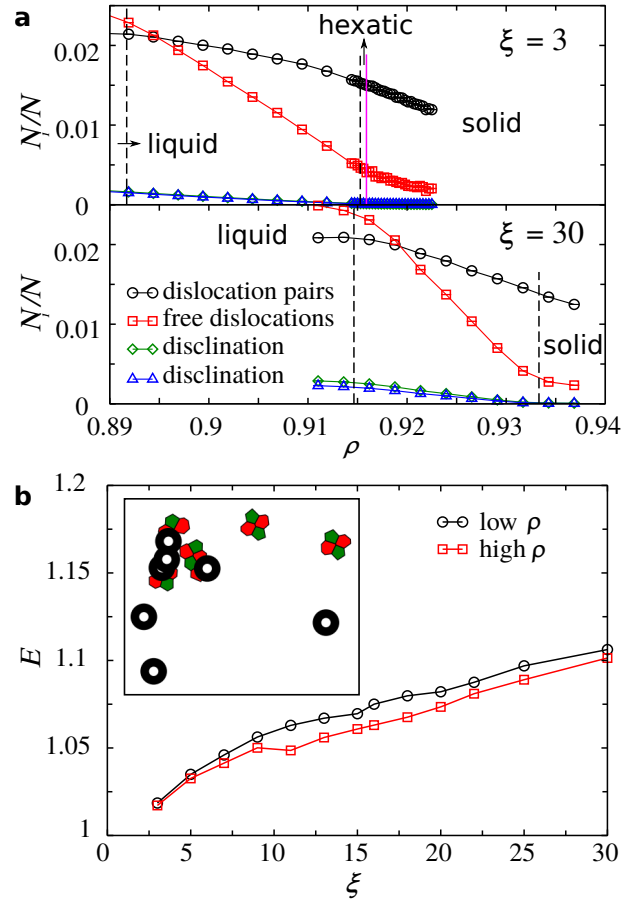 a
hexatic
ξ = 3
0.02
0.01
0
N_i/N
liquid
solid
ξ = 30
0.02
0.01
0
N_i/N
liquid
solid
dislocation pairs
free dislocations
disclination
disclination
0.89
0.9
0.91
0.92
0.93
0.94
ρ
b
1.2
1.15
1.1
1.05
1
E
low ρ
high ρ
0
5
10
15
20
25
30
ξ